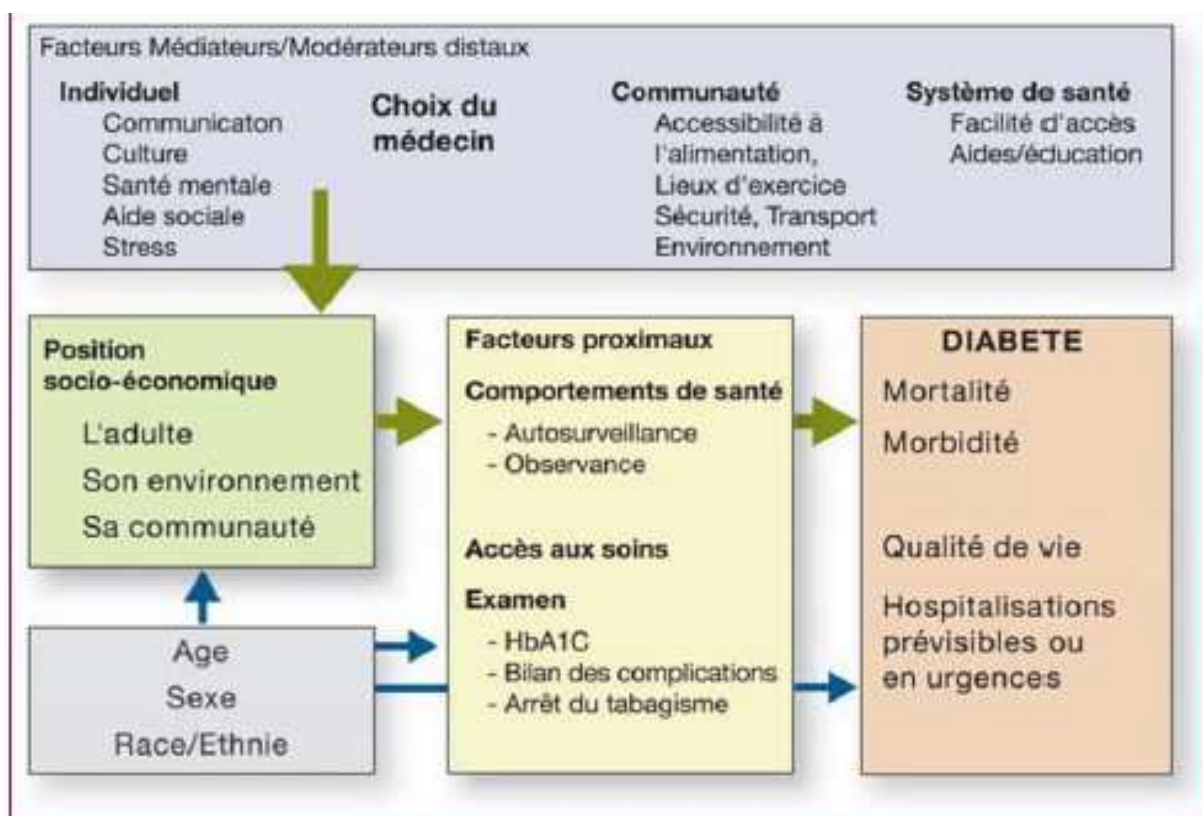 Facteurs Médiateurs/Modérateurs distaux
Individuel
Communicaton
Culture
Santé mentale
Aide sociale
Stress
Choix du
médecin
Communauté
Accessibilité à
l'alimentation,
Lieux d'exercice
Sécurité, Transport
Environnement
Système de santé
Facilité d'accès
Aides/éducation
Position
socio-économique
L'adulte
Son environnement
Sa communauté
Facteurs proximaux
Comportements de santé
- Autosurveillance
- Observance
Accès aux soins
Examen
- HbA1C
- Bilan des complications
- Arrêt du tabagisme
DIABETE
Mortalité
Morbidité
Qualité de vie
Hospitalisations
prévisibles ou
en urgences
Age
Sexe
Race/Ethnie